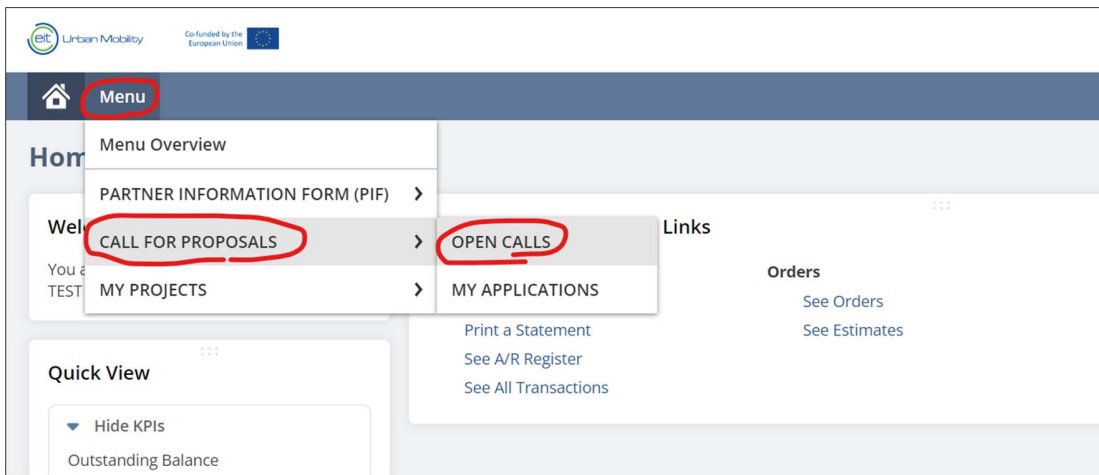 eit Urban Mobility
Co-funded by the
European Union
Menu
Menu Overview
Hom
PARTNER INFORMATION FORM (PIF)
Wel
CALL FOR PROPOSALS
OPEN CALLS
Links
You a
TEST
MY PROJECTS
MY APPLICATIONS
Orders
See Orders
Print a Statement
See Estimates
See A/R Register
See All Transactions
Quick View
Hide KPIs
Outstanding Balance